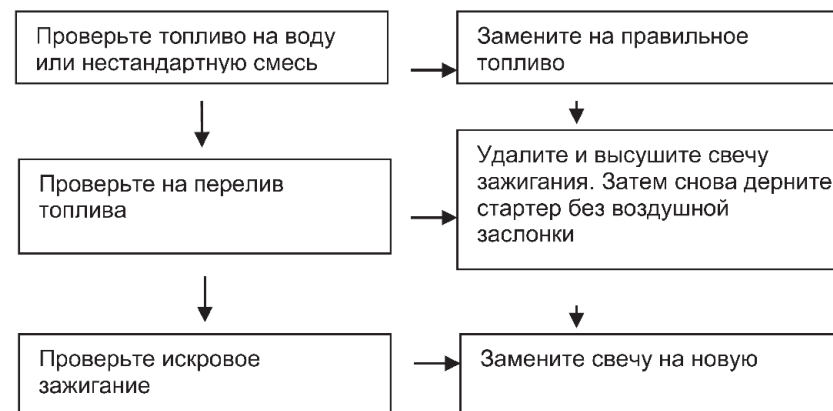 Проверьте топливо на воду
или нестандартную смесь
Замените на правильное
топливо
Проверьте на перелив
топлива
Удалите и высушите свечу
зажигания. Затем снова дерните
стартер без воздушной
заслонки
Проверьте искровое
зажигание
Замените свечу на новую